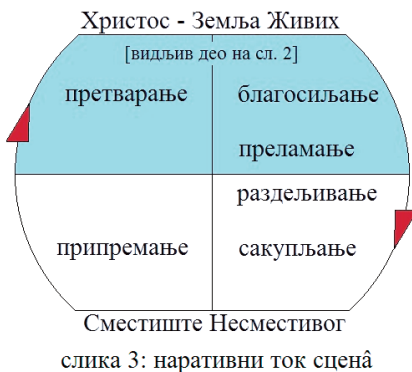 Христос - Земља Живих
[видљив део на сл. 2]
претварање благосиљање
преламање
раздељивање
припремање сакупљање
Сместиште Несместивог
слика 3: наративни ток сценâ